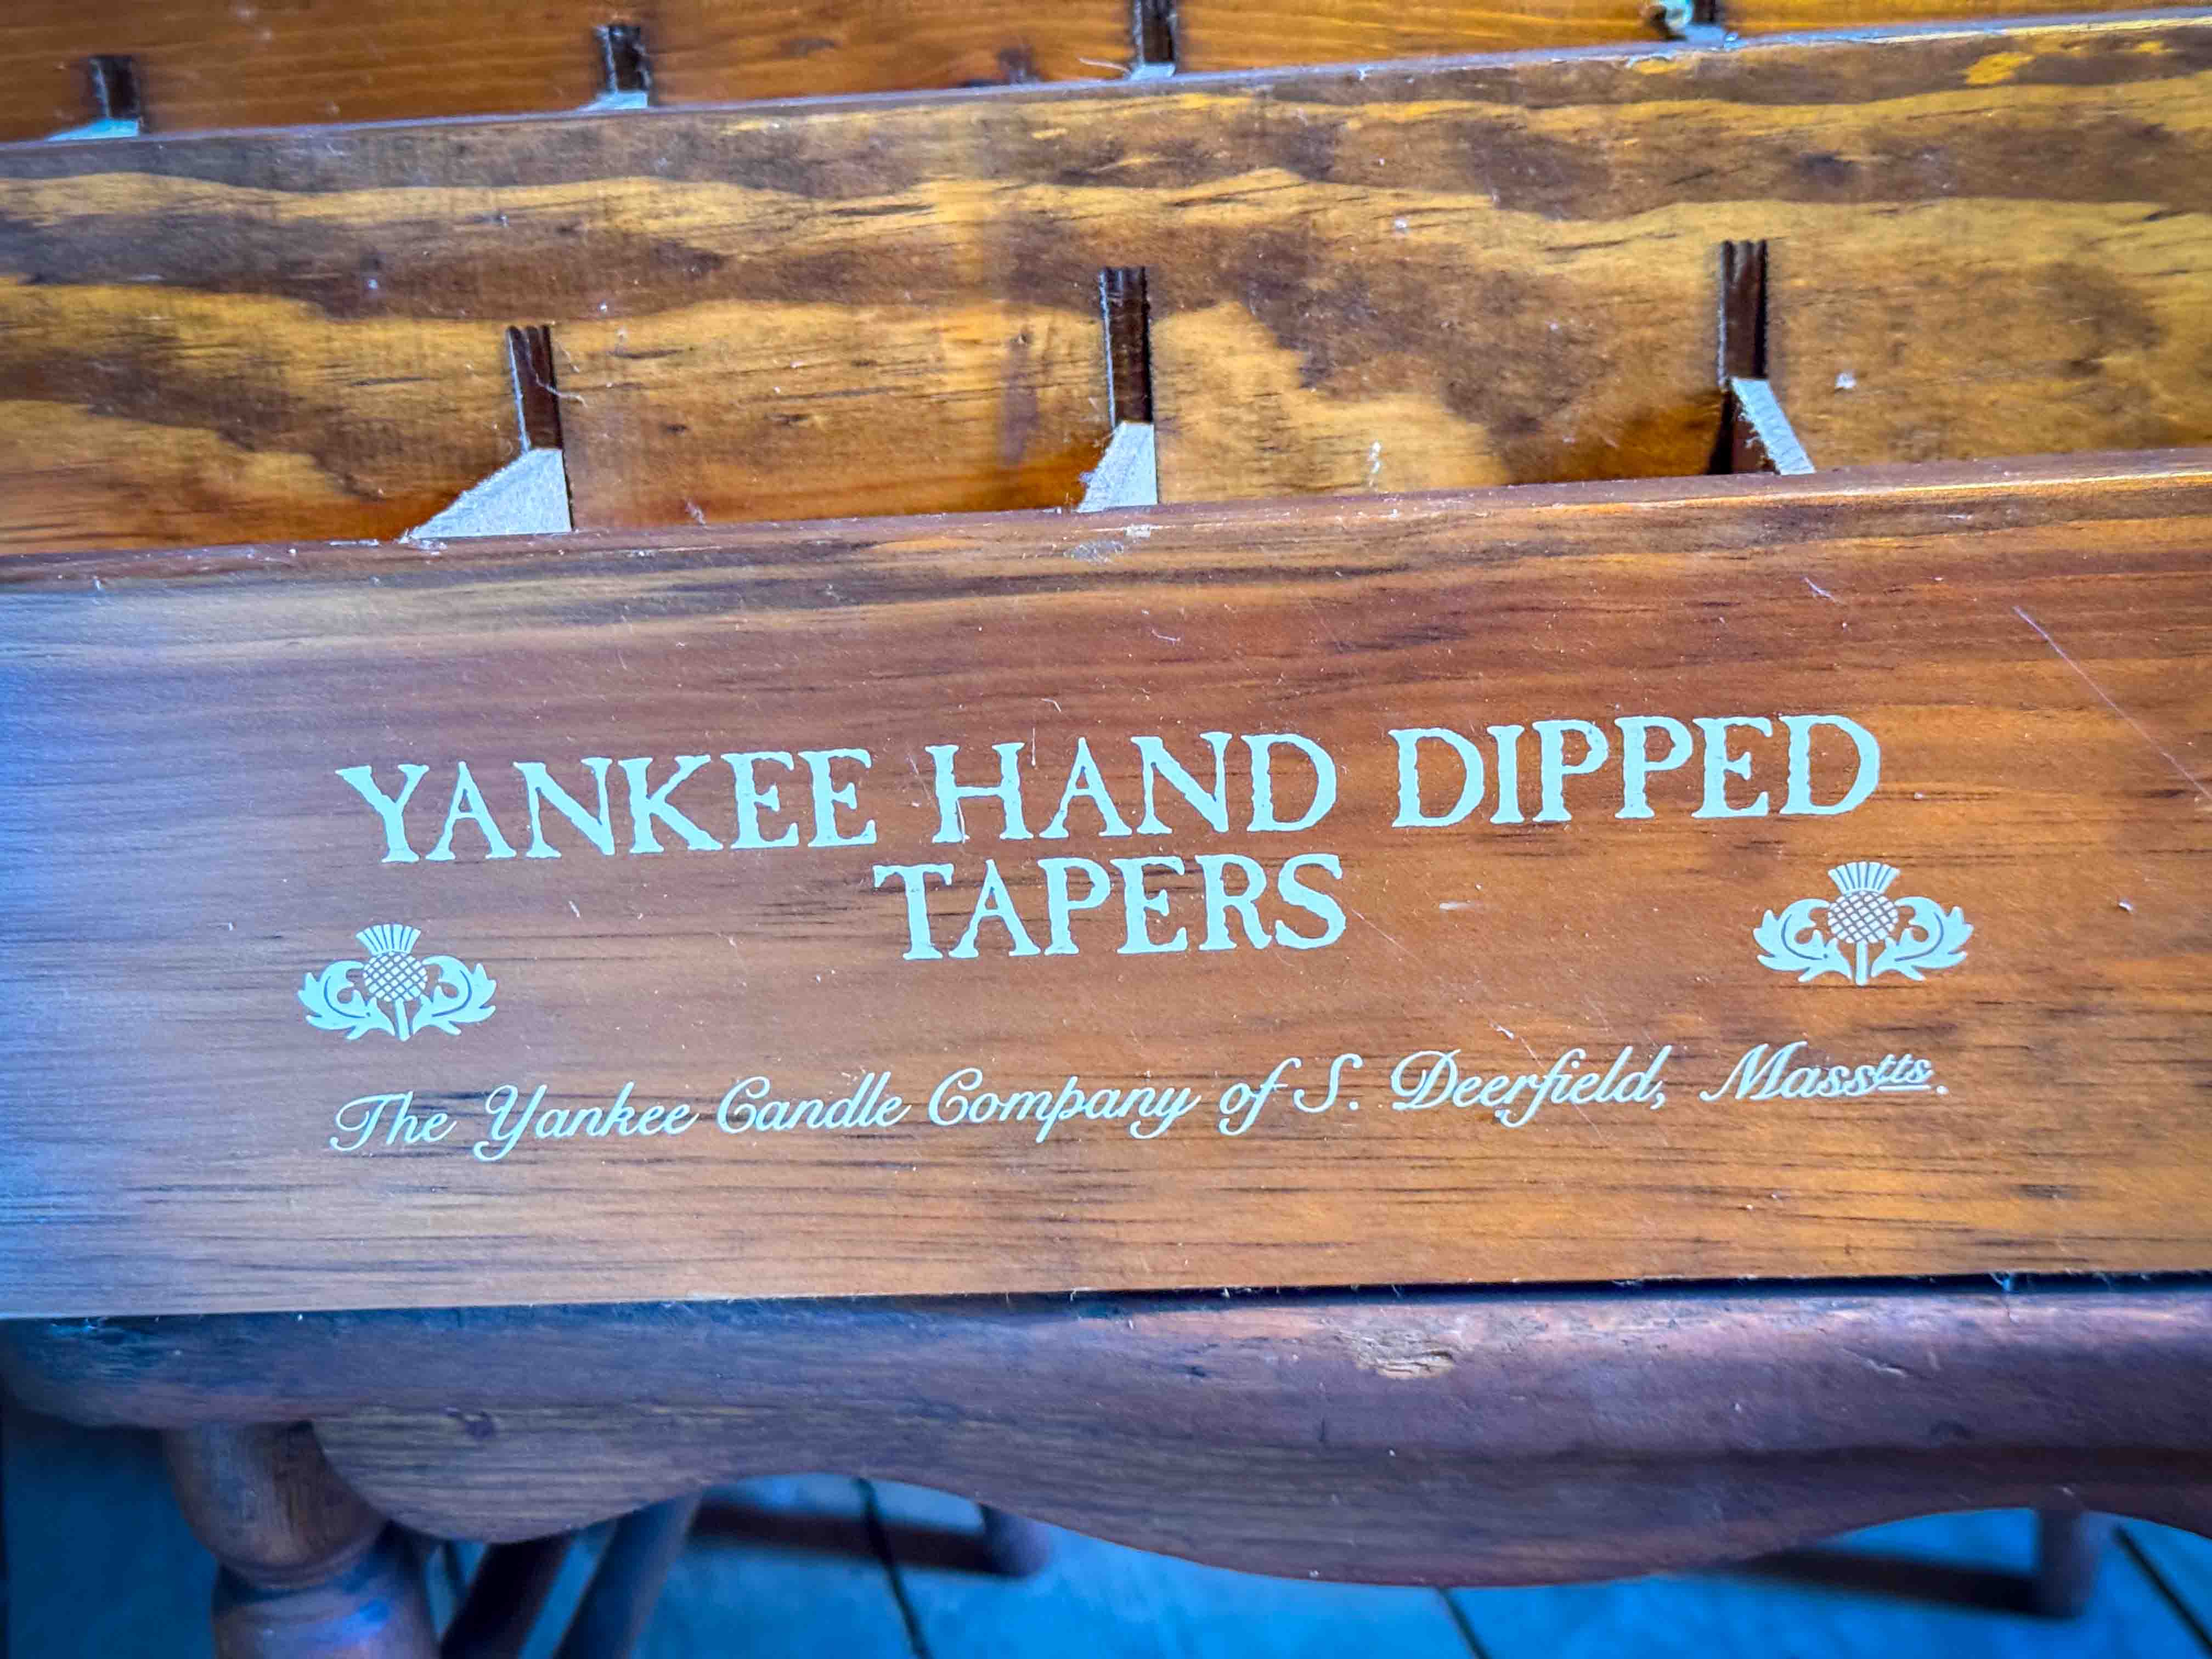 YANKEE HAND DIPPED
TAPERS
The Yankee Candle Company of S. Deerfield, Masstts.